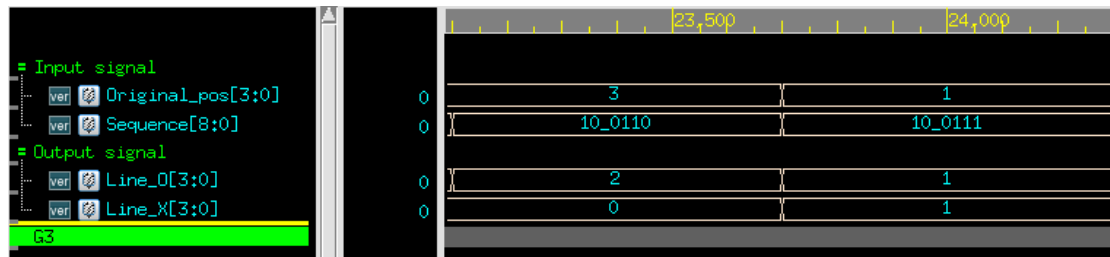 23,500 24,000
= Input signal
ver Original_pos[3:0] 0 3 1
ver Sequence[8:0] 0 10_0110 10_0111
= Output signal
ver Line_O[3:0] 0 2 1
ver Line_X[3:0] 0 0 1
G3